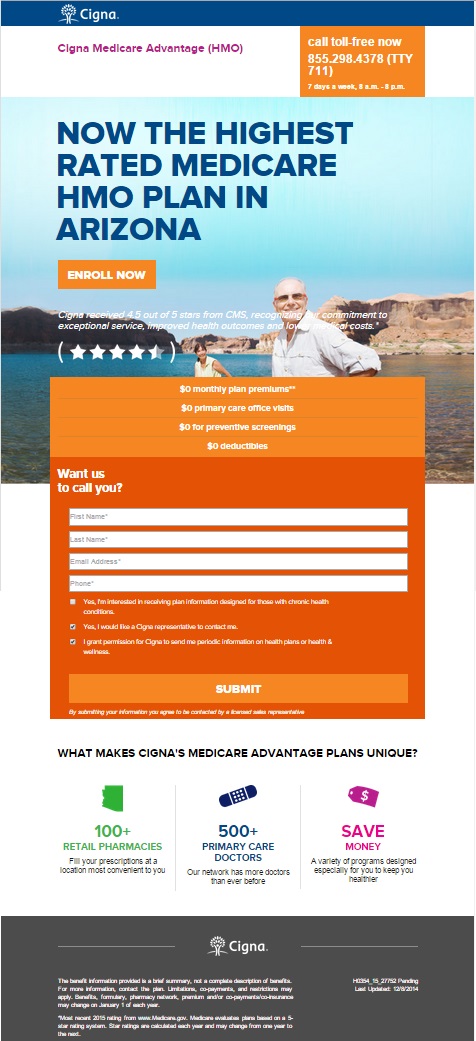 Cigna.
Cigna Medicare Advantage (HMO)
call toll-free now
855.298.4378 (TTY
711)
7 days a week, 8 a.m. - 8 p.m.
NOW THE HIGHEST
RATED MEDICARE
HMO PLAN IN
ARIZONA
ENROLL NOW
Cigna received 4.5 out of 5 stars from CMS, recognizing our commitment to
exceptional service, improved health outcomes and lower medical costs.*
$0 monthly plan premiums**
$0 primary care office visits
$0 for preventive screenings
$0 deductibles
Want us
to call you?
First Name*
Last Name*
Email Address*
Phone*
Yes, I'm interested in receiving plan information designed for those with chronic health
conditions.
Yes, I would like a Cigna representative to contact me.
I grant permission for Cigna to send me periodic information on health plans or health &
wellness.
SUBMIT
By submitting your information you agree to be contacted by a licensed sales representative
WHAT MAKES CIGNA'S MEDICARE ADVANTAGE PLANS UNIQUE?
100+
RETAIL PHARMACIES
Fill your prescriptions at a
location most convenient to you
500+
PRIMARY CARE
DOCTORS
Our network has more doctors
than ever before
$
SAVE
MONEY
A variety of programs designed
especially for you to keep you
healthier
Cigna.
The benefit information provided is a brief summary, not a complete description of benefits.
For more information, contact the plan. Limitations, co-payments, and restrictions may
apply. Benefits, formulary, pharmacy network, premium and/or co-payments/co-insurance
may change on January 1 of each year.
*Most recent 2015 rating from www.Medicare.gov. Medicare evaluates plans based on a 5-
star rating system. Star ratings are calculated each year and may change from one year to
the next.
H0354_15_27752 Pending
Last Updated: 12/8/2014